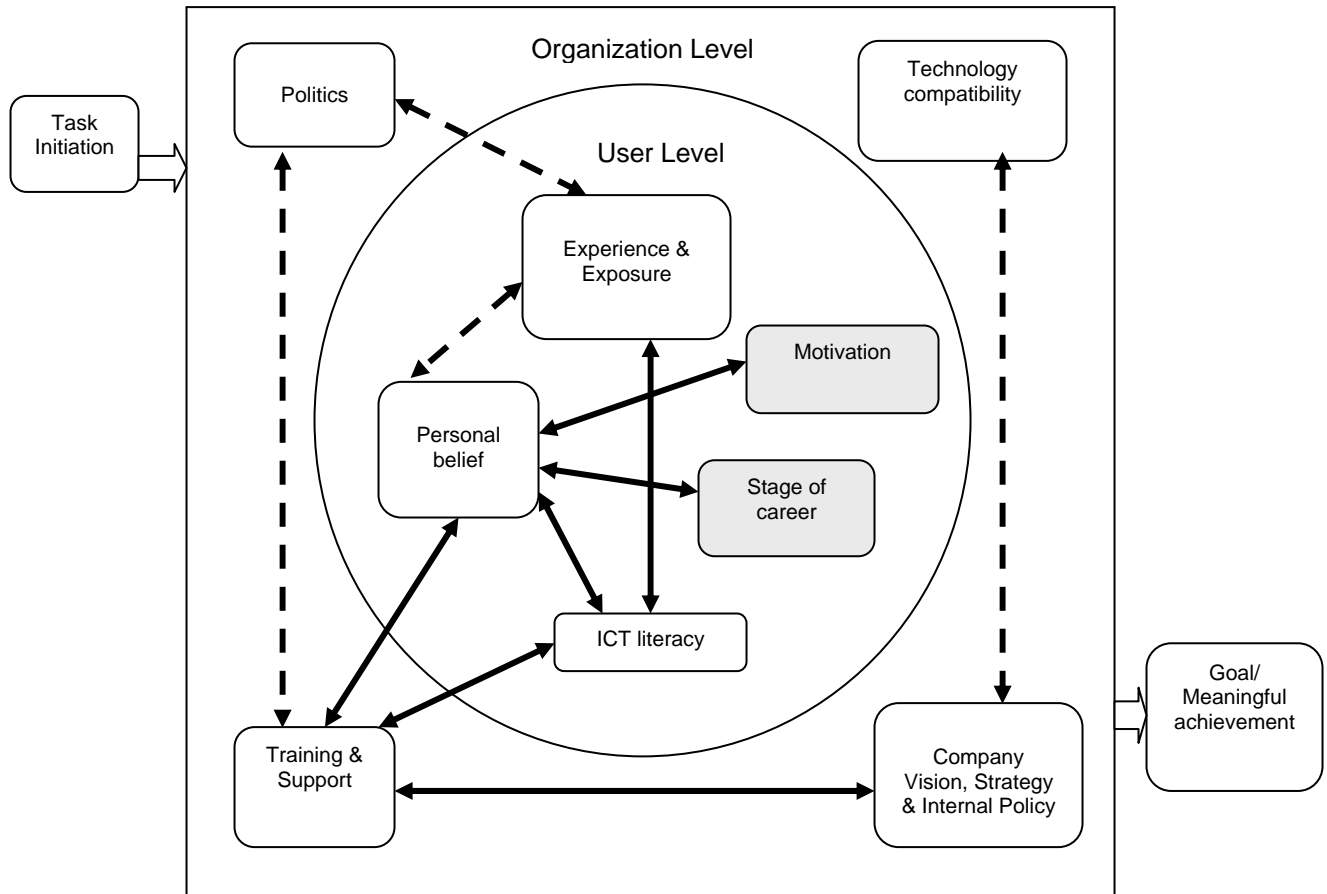 Organization Level
Politics
Technology
compatibility
Task
Initiation
User Level
Experience &
Exposure
Motivation
Personal
belief
Stage of
career
ICT literacy
Goal/
Meaningful
achievement
Training &
Support
Company
Vision, Strategy
& Internal Policy